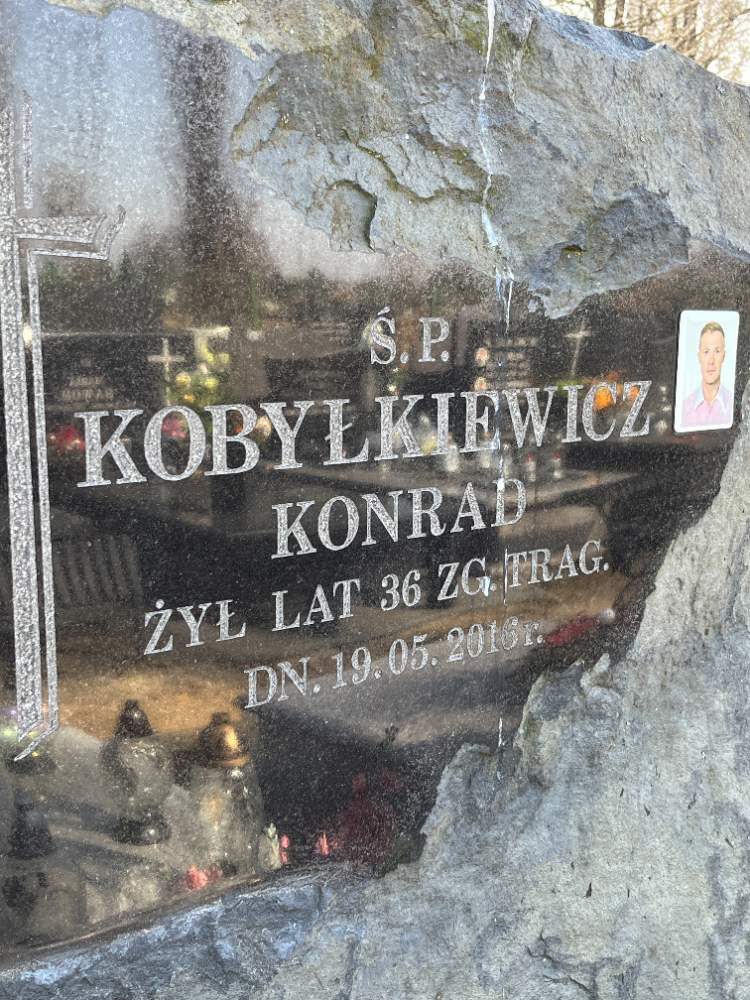 Ś.P.
KOBYŁKIEWICZ
KONRAD
ŻYŁ LAT 36 ZG. TRAG.
DN. 19.05.2016 r.